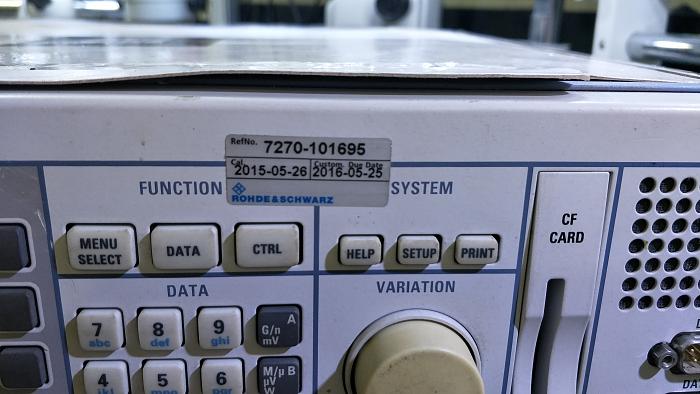 RefNo. 7270-101695
Cal. Custom. Due Date
2015-05-26 2016-05-25
ROHDE&SCHWARZ
FUNCTION SYSTEM
MENU SELECT DATA CTRL
HELP SETUP PRINT
CF CARD
DATA VARIATION
7 abc 8 def 9 ghi
A G/n mV
4 5 6
M/µ B µV
DA